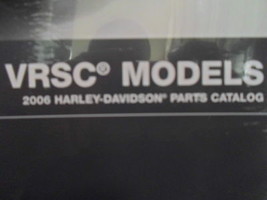 VRSC® MODELS
2006 HARLEY-DAVIDSON® PARTS CATALOG